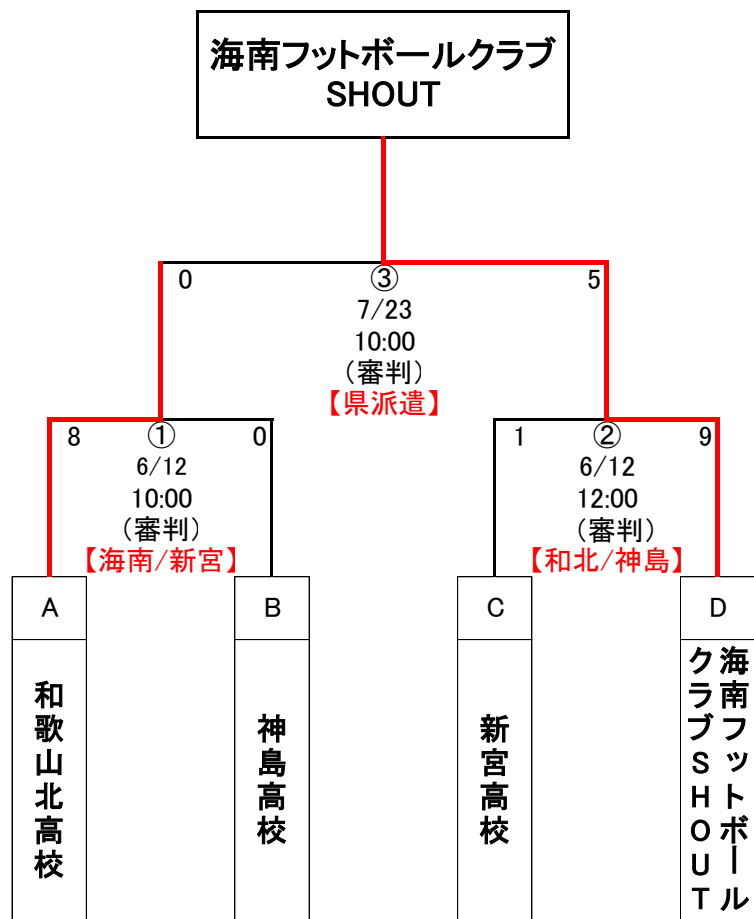 海南フットボールクラブ
SHOUT
0
③
5
7/23
10:00
(審判)
【県派遣】
8
①
0
6/12
10:00
(審判)
【海南/新宮】
1
②
9
6/12
12:00
(審判)
【和北/神島】
A
B
C
D
和歌山北高校
神島高校
新宮高校
海南フットボール
クラブSHOUT